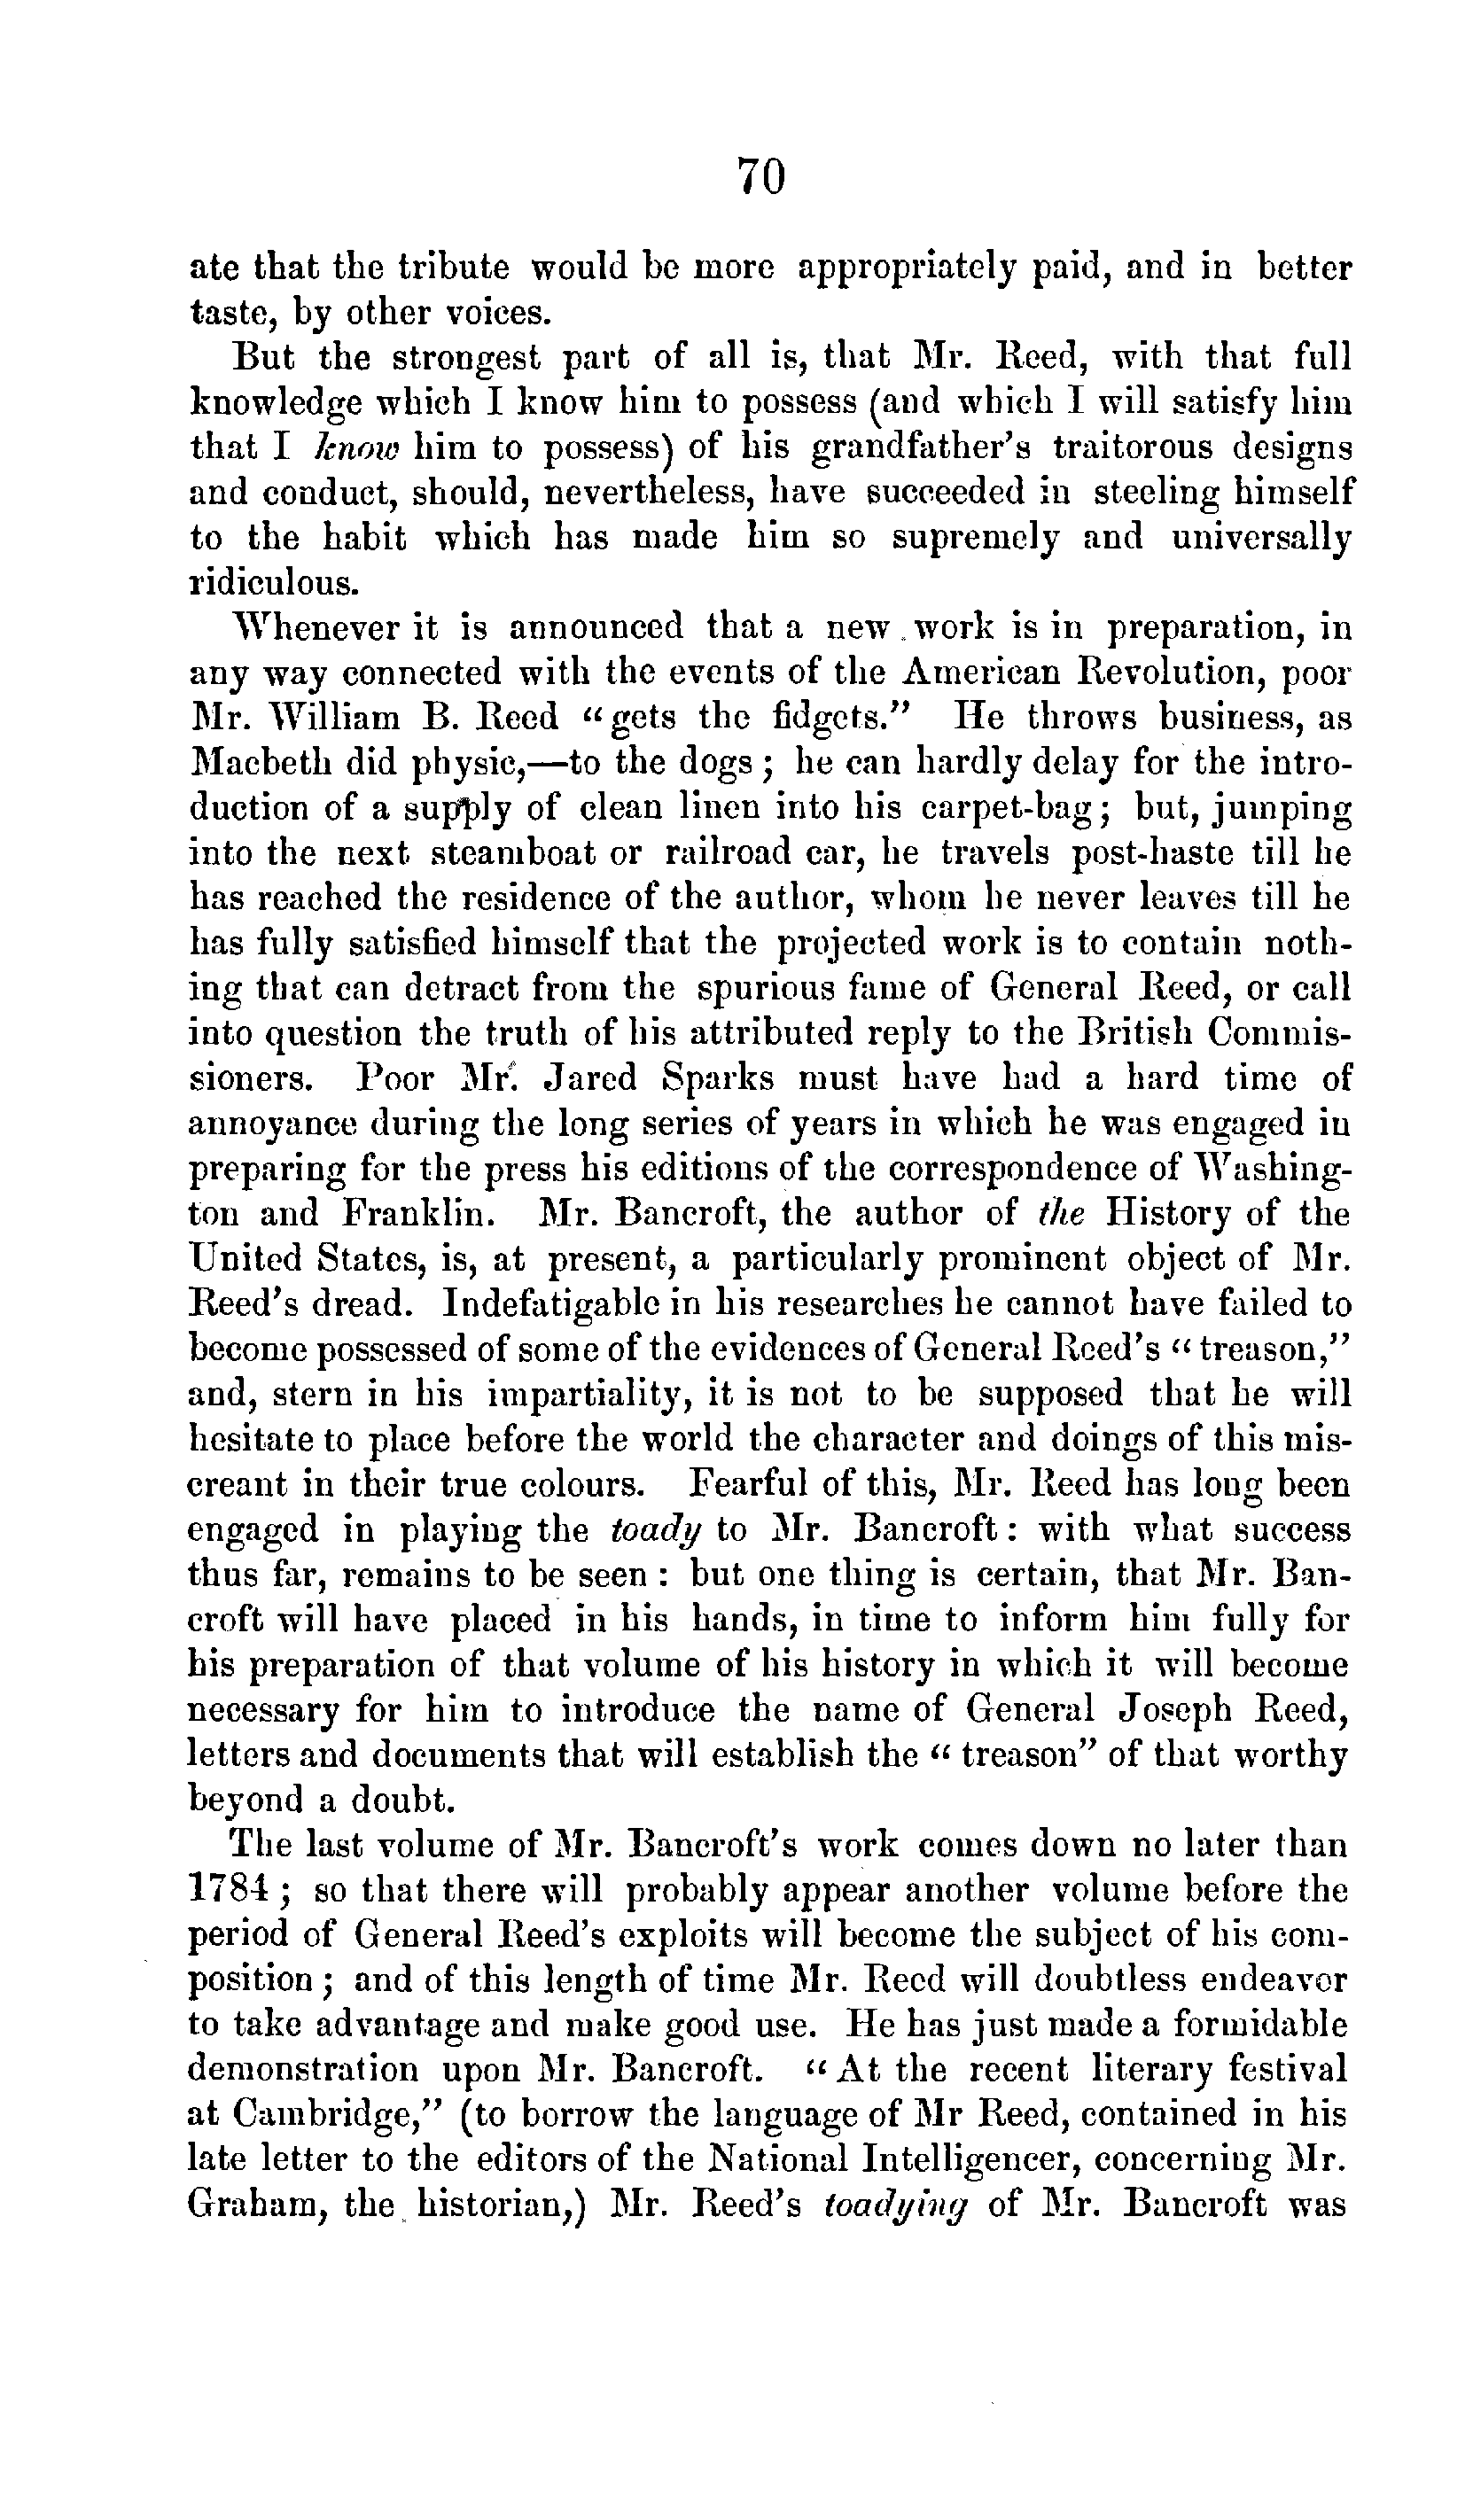 70
ate that the tribute would be more appropriately paid, and in better
taste, by other voices.
But the strongest part of all is, that Mr. Reed, with that full
knowledge which I know him to possess (and which I will satisfy him
that I know him to possess) of his grandfather's traitorous designs
and conduct, should, nevertheless, have succeeded in steeling himself
to the habit which has made him so supremely and universally
ridiculous.
Whenever it is announced that a new work is in preparation, in
any way connected with the events of the American Revolution, poor
Mr. William B. Reed "gets the fidgets." He throws business, as
Macbeth did physic,—to the dogs; he can hardly delay for the intro-
duction of a supply of clean linen into his carpet-bag; but, jumping
into the next steamboat or railroad car, he travels post-haste till he
has reached the residence of the author, whom he never leaves till he
has fully satisfied himself that the projected work is to contain noth-
ing that can detract from the spurious fame of General Reed, or call
into question the truth of his attributed reply to the British Commis-
sioners. Poor Mr. Jared Sparks must have had a hard time of
annoyance during the long series of years in which he was engaged in
preparing for the press his editions of the correspondence of Washing-
ton and Franklin. Mr. Bancroft, the author of the History of the
United States, is, at present, a particularly prominent object of Mr.
Reed's dread. Indefatigable in his researches he cannot have failed to
become possessed of some of the evidences of General Reed's "treason,"
and, stern in his impartiality, it is not to be supposed that he will
hesitate to place before the world the character and doings of this mis-
creant in their true colours. Fearful of this, Mr. Reed has long been
engaged in playing the toady to Mr. Bancroft: with what success
thus far, remains to be seen: but one thing is certain, that Mr. Ban-
croft will have placed in his hands, in time to inform him fully for
his preparation of that volume of his history in which it will become
necessary for him to introduce the name of General Joseph Reed,
letters and documents that will establish the "treason" of that worthy
beyond a doubt.
The last volume of Mr. Bancroft's work comes down no later than
1784; so that there will probably appear another volume before the
period of General Reed's exploits will become the subject of his com-
position; and of this length of time Mr. Reed will doubtless endeavor
to take advantage and make good use. He has just made a formidable
demonstration upon Mr. Bancroft. "At the recent literary festival
at Cambridge," (to borrow the language of Mr Reed, contained in his
late letter to the editors of the National Intelligencer, concerning Mr.
Graham, the historian,) Mr. Reed's toadying of Mr. Bancroft was